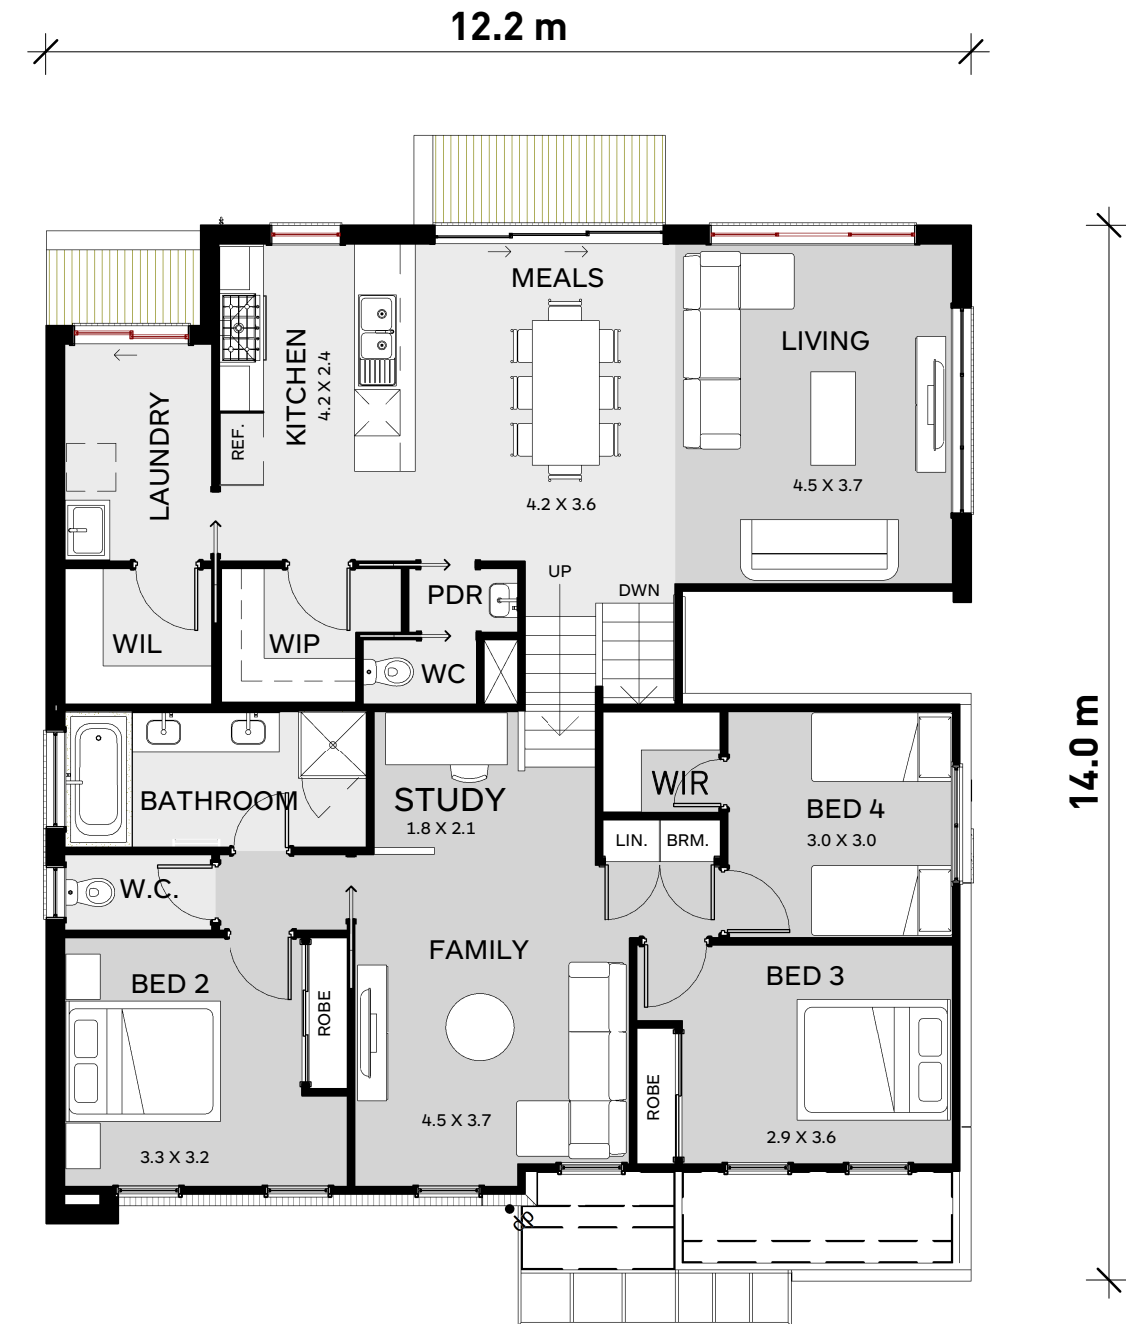 12.2 m
MEALS
LIVING
KITCHEN
4.2 X 2.4
LAUNDRY
REF.
4.5 X 3.7
4.2 X 3.6
UP
DWN
PDR
WIL
WIP
WC
14.0 m
WIR
BATHROOM
STUDY
1.8 X 2.1
BED 4
3.0 X 3.0
LIN.
BRM.
W.C.
FAMILY
BED 2
BED 3
ROBE
ROBE
4.5 X 3.7
2.9 X 3.6
3.3 X 3.2
dp